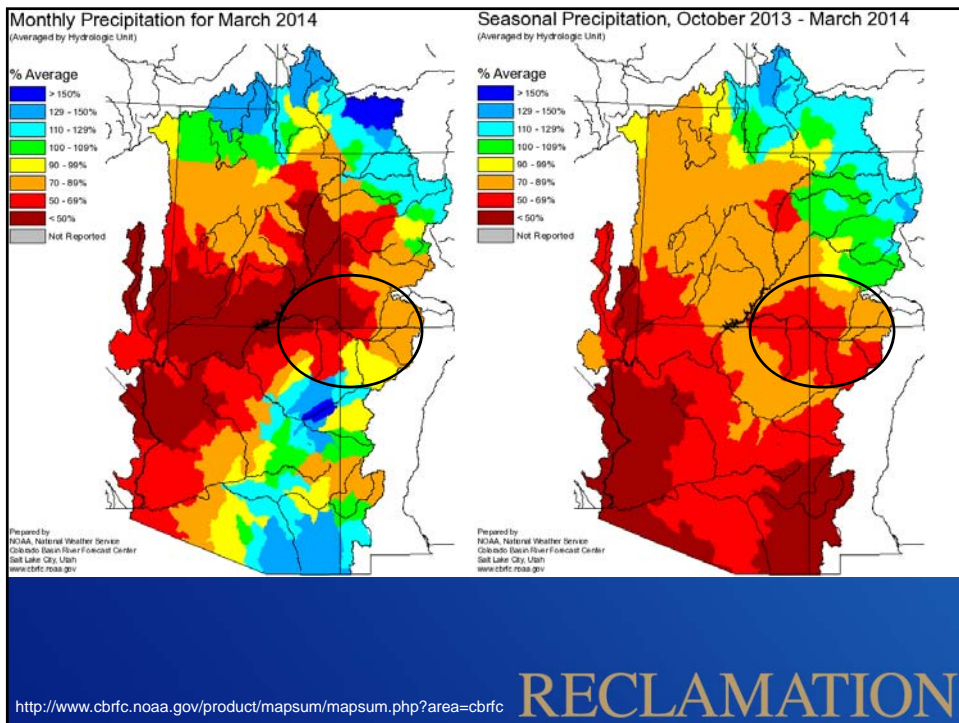 Monthly Precipitation for March 2014
(Averaged by Hydrologic Unit)
% Average
> 150%
129 - 150%
110 - 129%
100 - 109%
90 - 99%
70 - 89%
50 - 69%
< 50%
Not Reported
Prepared by
NOAA, National Weather Service
Colorado Basin River Forecast Center
Salt Lake City, Utah
www.cbrfc.noaa.gov
Seasonal Precipitation, October 2013 - March 2014
(Averaged by Hydrologic Unit)
% Average
> 150%
129 - 150%
110 - 129%
100 - 109%
90 - 99%
70 - 89%
50 - 69%
< 50%
Not Reported
Prepared by
NOAA, National Weather Service
Colorado Basin River Forecast Center
Salt Lake City, Utah
www.cbrfc.noaa.gov
http://www.cbrfc.noaa.gov/product/mapsum/mapsum.php?area=cbrfc
RECLAMATION